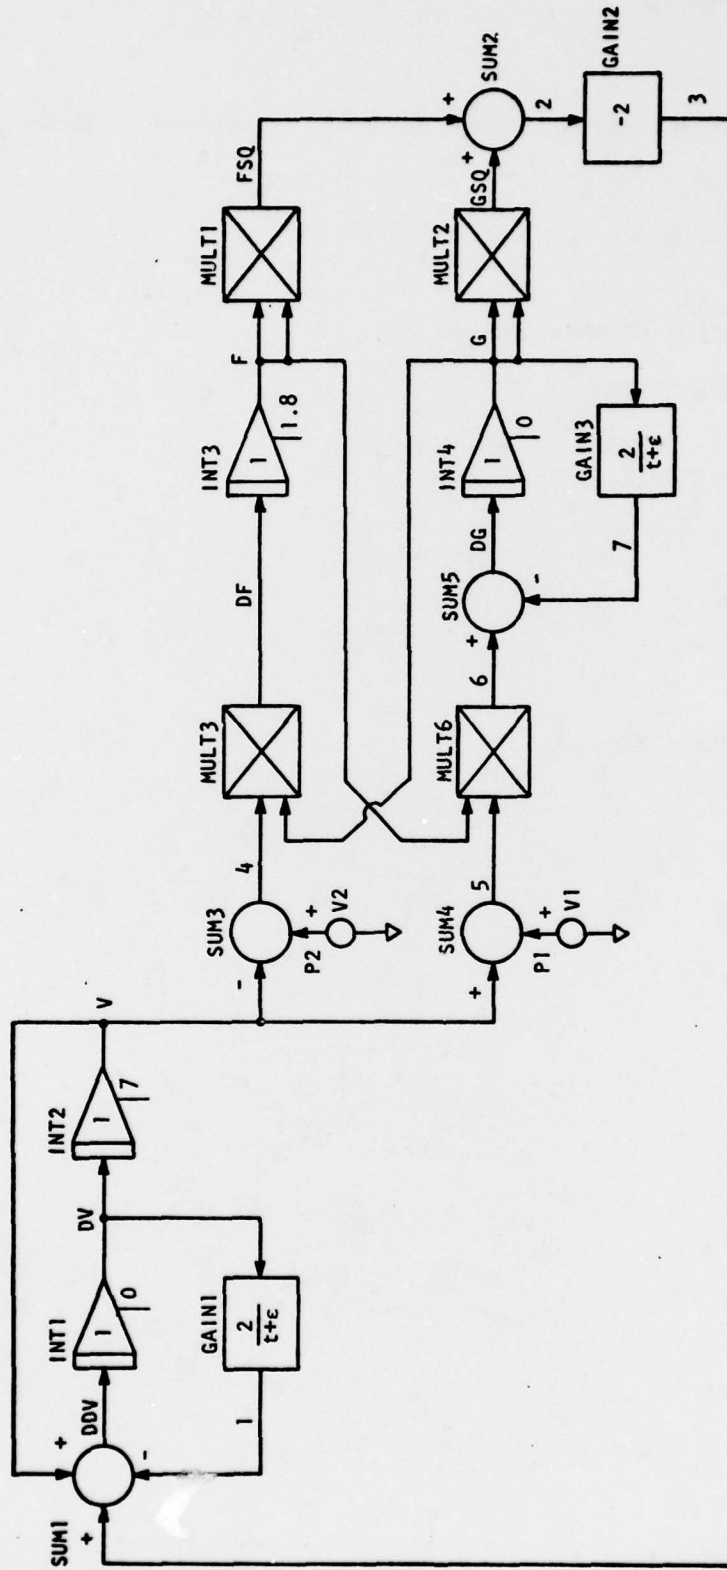 SUM1
+
+
-
DDV
INT1
1
0
DV
GAIN1
2
t+ε
1
INT2
1
7
V
-
SUM3
+
P2
V2
4
+
SUM4
+
P1
V1
5
MULT3
DF
INT3
1
1.8
F
MULT1
FSQ
+
MULT6
6
+
SUM5
-
DG
INT4
1
0
G
GAIN3
2
t+ε
7
MULT2
GSQ
+
SUM2
2
GAIN2
-2
3